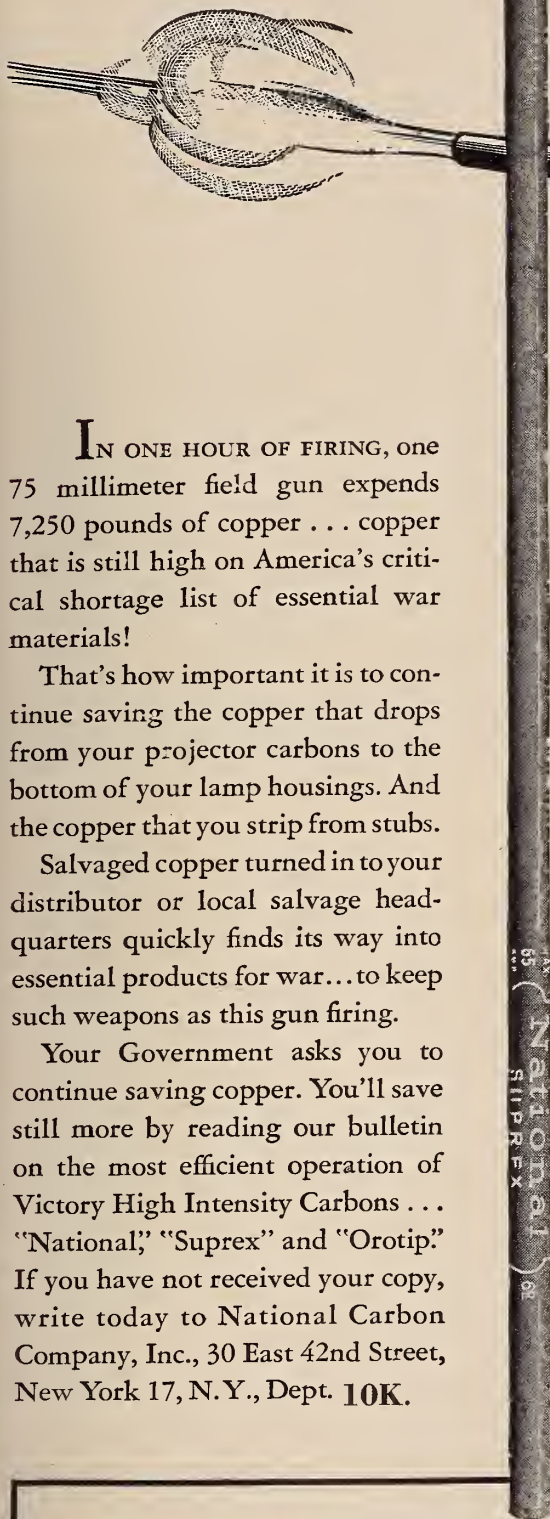 IN ONE HOUR OF FIRING, one
75 millimeter field gun expends
7,250 pounds of copper . . . copper
that is still high on America's criti-
cal shortage list of essential war
materials!
That's how important it is to con-
tinue saving the copper that drops
from your projector carbons to the
bottom of your lamp housings. And
the copper that you strip from stubs.
Salvaged copper turned in to your
distributor or local salvage head-
quarters quickly finds its way into
essential products for war...to keep
such weapons as this gun firing.
Your Government asks you to
continue saving copper. You'll save
still more by reading our bulletin
on the most efficient operation of
Victory High Intensity Carbons . . .
"National," "Suprex" and "Orotip."
If you have not received your copy,
write today to National Carbon
Company, Inc., 30 East 42nd Street,
New York 17, N.Y., Dept. 10K.
65
National
SUPREX